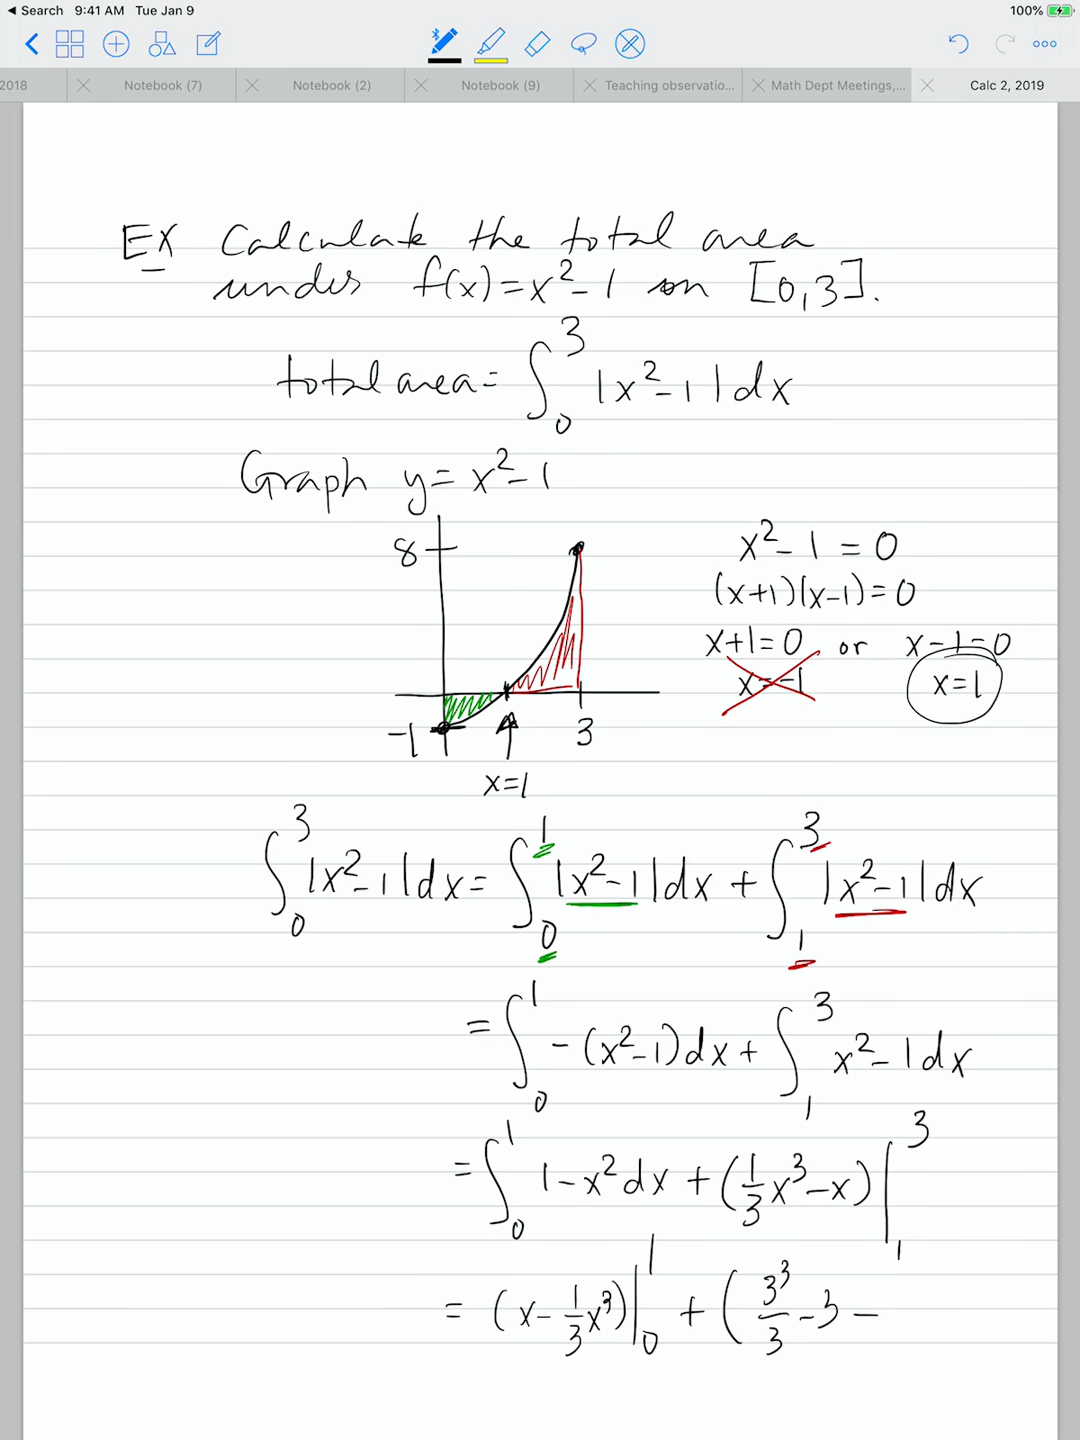 Search 9:41 AM Tue Jan 9 100%
2018 Notebook (7) Notebook (2) Notebook (9) Teaching observatio... Math Dept Meetings,... Calc 2, 2019
EX Calculate the total area
under f(x) = x² - 1 on [0,3].
total area = ∫₀³ |x² - 1| dx
Graph y = x² - 1
8
-1
3
x=1
x² - 1 = 0
(x+1)(x-1) = 0
x+1 = 0 or x-1 = 0
x = -1 x = 1
∫₀³ |x² - 1| dx = ∫₀¹ |x² - 1| dx + ∫₁³ |x² - 1| dx
= ∫₀¹ -(x² - 1) dx + ∫₁³ x² - 1 dx
= ∫₀¹ 1 - x² dx + (1/3 x³ - x) |₁³
= (x - 1/3 x³) |₀¹ + (3³/3 - 3 -